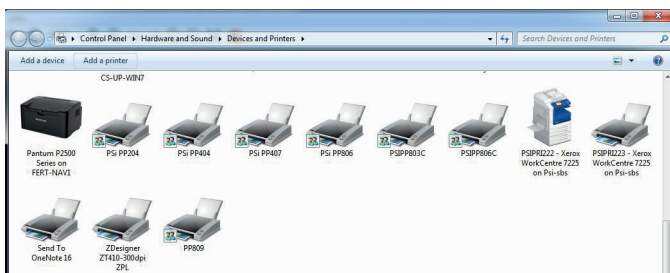 Control Panel ▸ Hardware and Sound ▸ Devices and Printers ▸
Search Devices and Printers
Add a device
Add a printer
CS-UP-WIN7
Pantum P2500
Series on
FERT-NAV1
PSi PP204
PSi PP404
PSi PP407
PSi PP806
PSIPP803C
PSIPP806C
PSIPRI222 - Xerox
WorkCentre 7225
on Psi-sbs
PSIPRI223 - Xerox
WorkCentre 7225
on Psi-sbs
Send To
OneNote 16
ZDesigner
ZT410-300dpi
ZPL
PP809